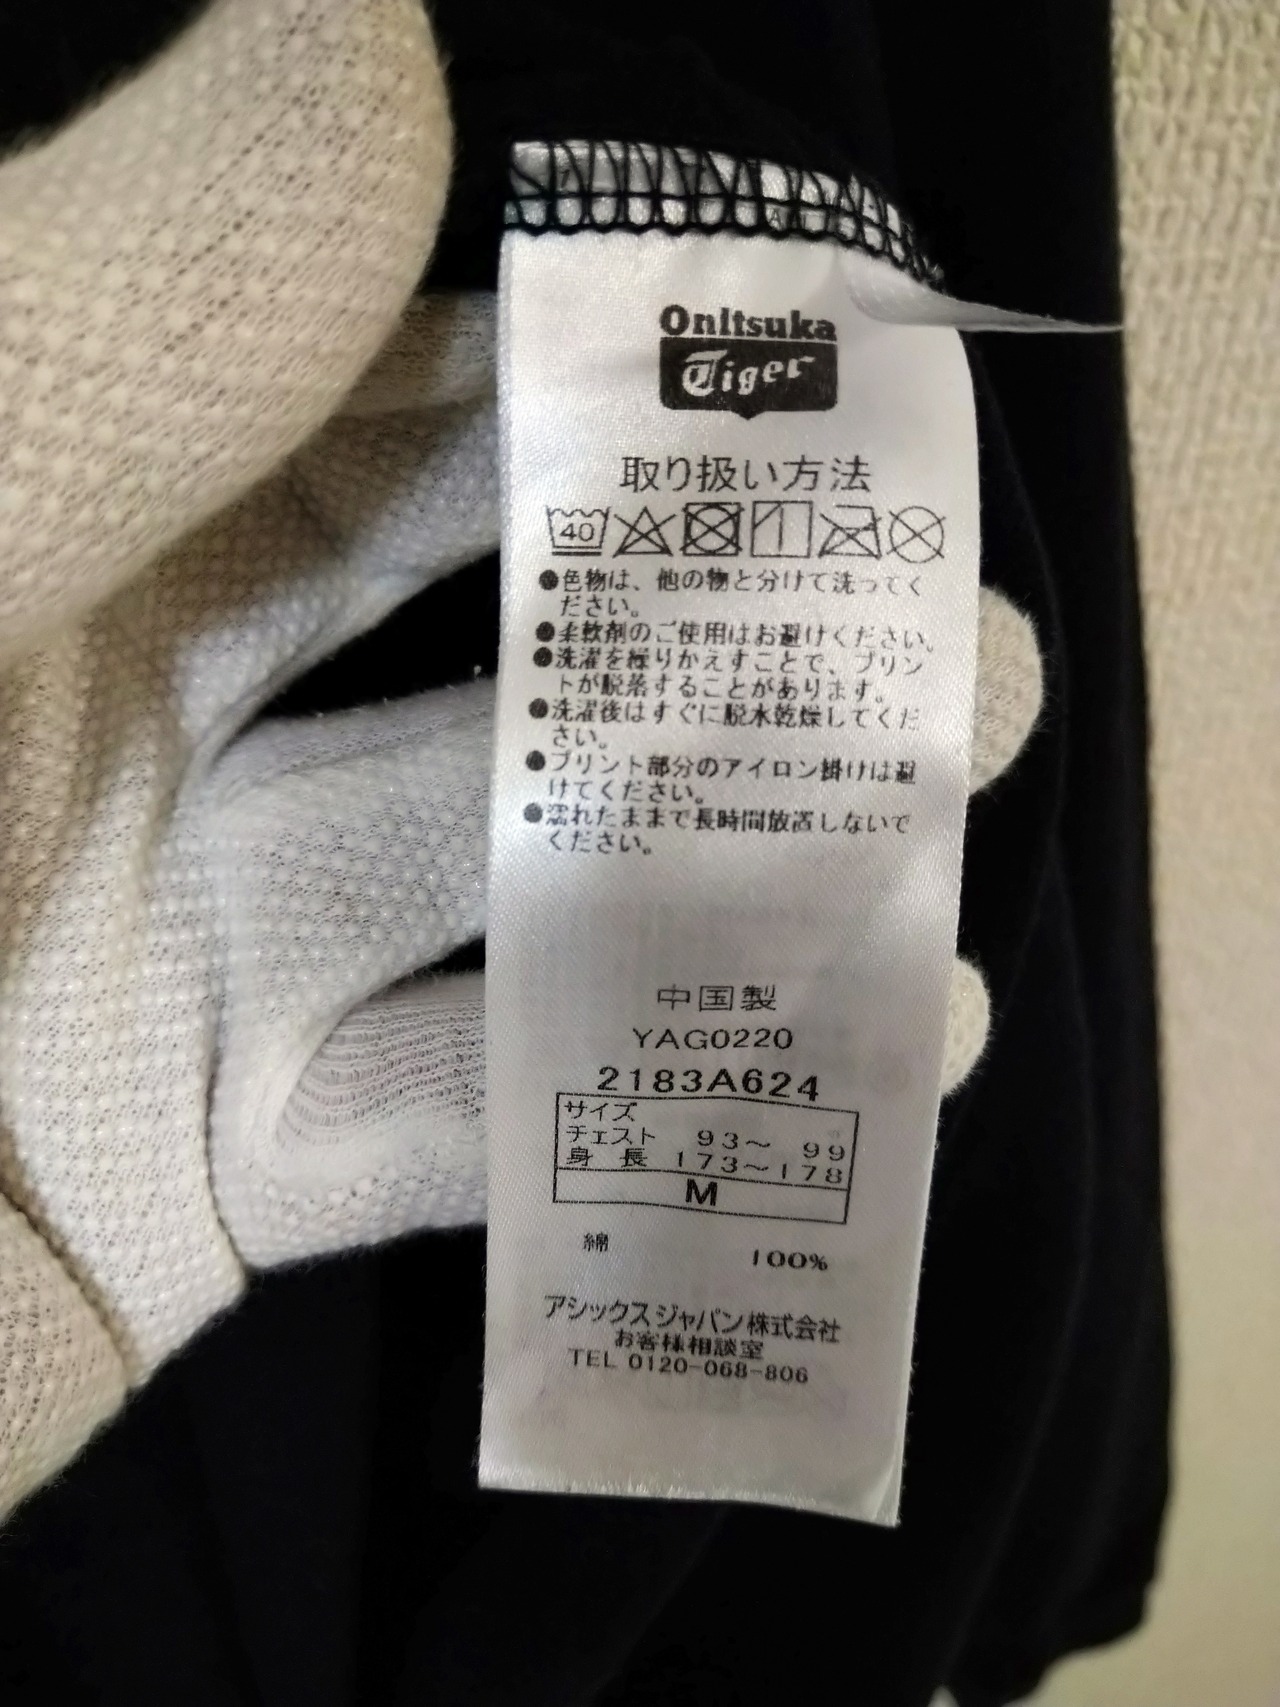 OnItsuka
Tiger
取り扱い方法
40
●色物は、他の物と分けて洗ってく
ださい。
●柔軟剤のご使用はお避けください。
●洗濯を繰りかえすことで、プリン
トが脱落することがあります。
●洗濯後はすぐに脱水乾燥してくだ
さい。
●プリント部分のアイロン掛けは避
けてください。
●濡れたままで長時間放置しないで
ください。
中国製
YAG0220
2183A624
サイズ
チェスト 93～ 99
身 長 173～178
M
綿 100%
アシックスジャパン株式会社
お客様相談室
TEL 0120-068-806